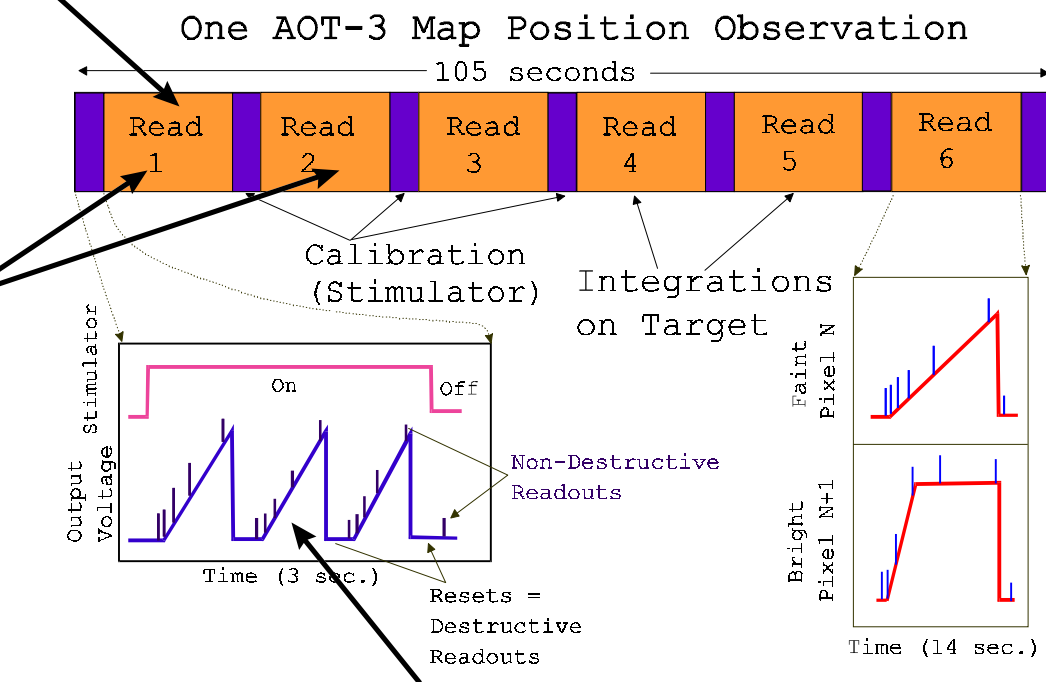 One AOT-3 Map Position Observation
105 seconds
Read
1
Read
2
Read
3
Read
4
Read
5
Read
6
Calibration
(Stimulator)
Integrations
on Target
Stimulator
On
Off
Output
Voltage
Non-Destructive
Readouts
Time (3 sec.)
Resets =
Destructive
Readouts
Faint
Pixel N
Bright
Pixel N+1
Time (14 sec.)